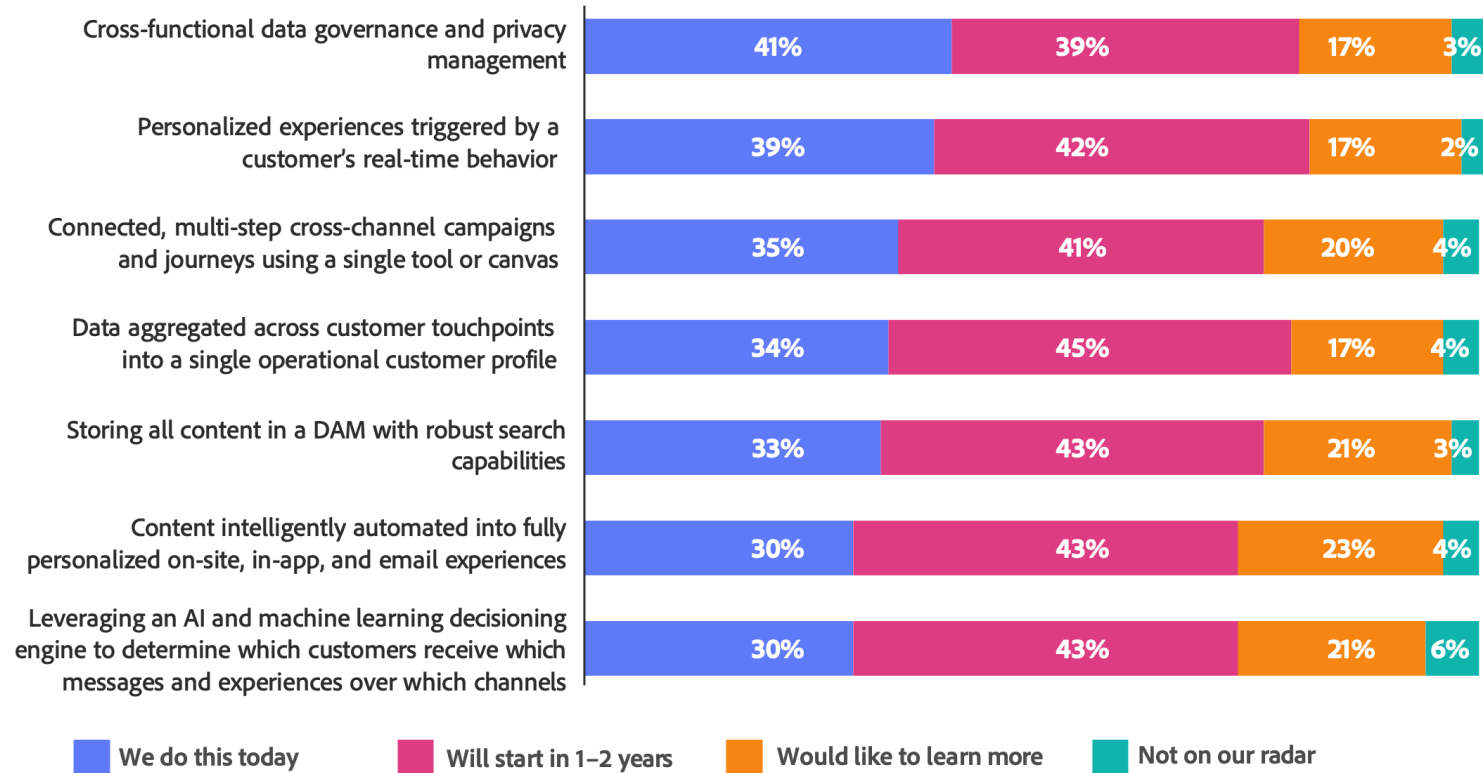 Cross-functional data governance and privacy
management
41% 39% 17% 3%
Personalized experiences triggered by a
customer's real-time behavior
39% 42% 17% 2%
Connected, multi-step cross-channel campaigns
and journeys using a single tool or canvas
35% 41% 20% 4%
Data aggregated across customer touchpoints
into a single operational customer profile
34% 45% 17% 4%
Storing all content in a DAM with robust search
capabilities
33% 43% 21% 3%
Content intelligently automated into fully
personalized on-site, in-app, and email experiences
30% 43% 23% 4%
Leveraging an AI and machine learning decisioning
engine to determine which customers receive which
messages and experiences over which channels
30% 43% 21% 6%
We do this today Will start in 1–2 years Would like to learn more Not on our radar